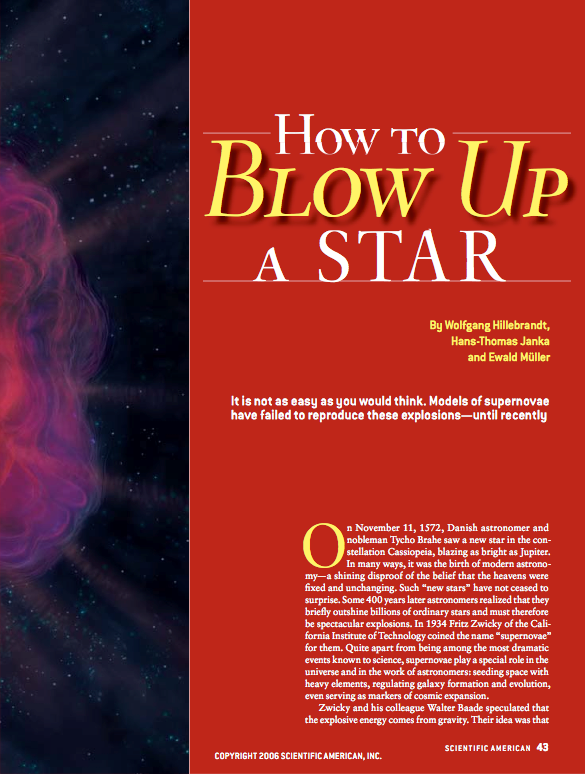 How to
Blow Up
A STAR
By Wolfgang Hillebrandt,
Hans-Thomas Janka
and Ewald Müller
It is not as easy as you would think. Models of supernovae
have failed to reproduce these explosions—until recently
On November 11, 1572, Danish astronomer and
nobleman Tycho Brahe saw a new star in the con-
stellation Cassiopeia, blazing as bright as Jupiter.
In many ways, it was the birth of modern astrono-
my—a shining disproof of the belief that the heavens were
fixed and unchanging. Such “new stars” have not ceased to
surprise. Some 400 years later astronomers realized that they
briefly outshine billions of ordinary stars and must therefore
be spectacular explosions. In 1934 Fritz Zwicky of the Cali-
fornia Institute of Technology coined the name “supernovae”
for them. Quite apart from being among the most dramatic
events known to science, supernovae play a special role in the
universe and in the work of astronomers: seeding space with
heavy elements, regulating galaxy formation and evolution,
even serving as markers of cosmic expansion.
Zwicky and his colleague Walter Baade speculated that
the explosive energy comes from gravity. Their idea was that
SCIENTIFIC AMERICAN 43
COPYRIGHT 2006 SCIENTIFIC AMERICAN, INC.